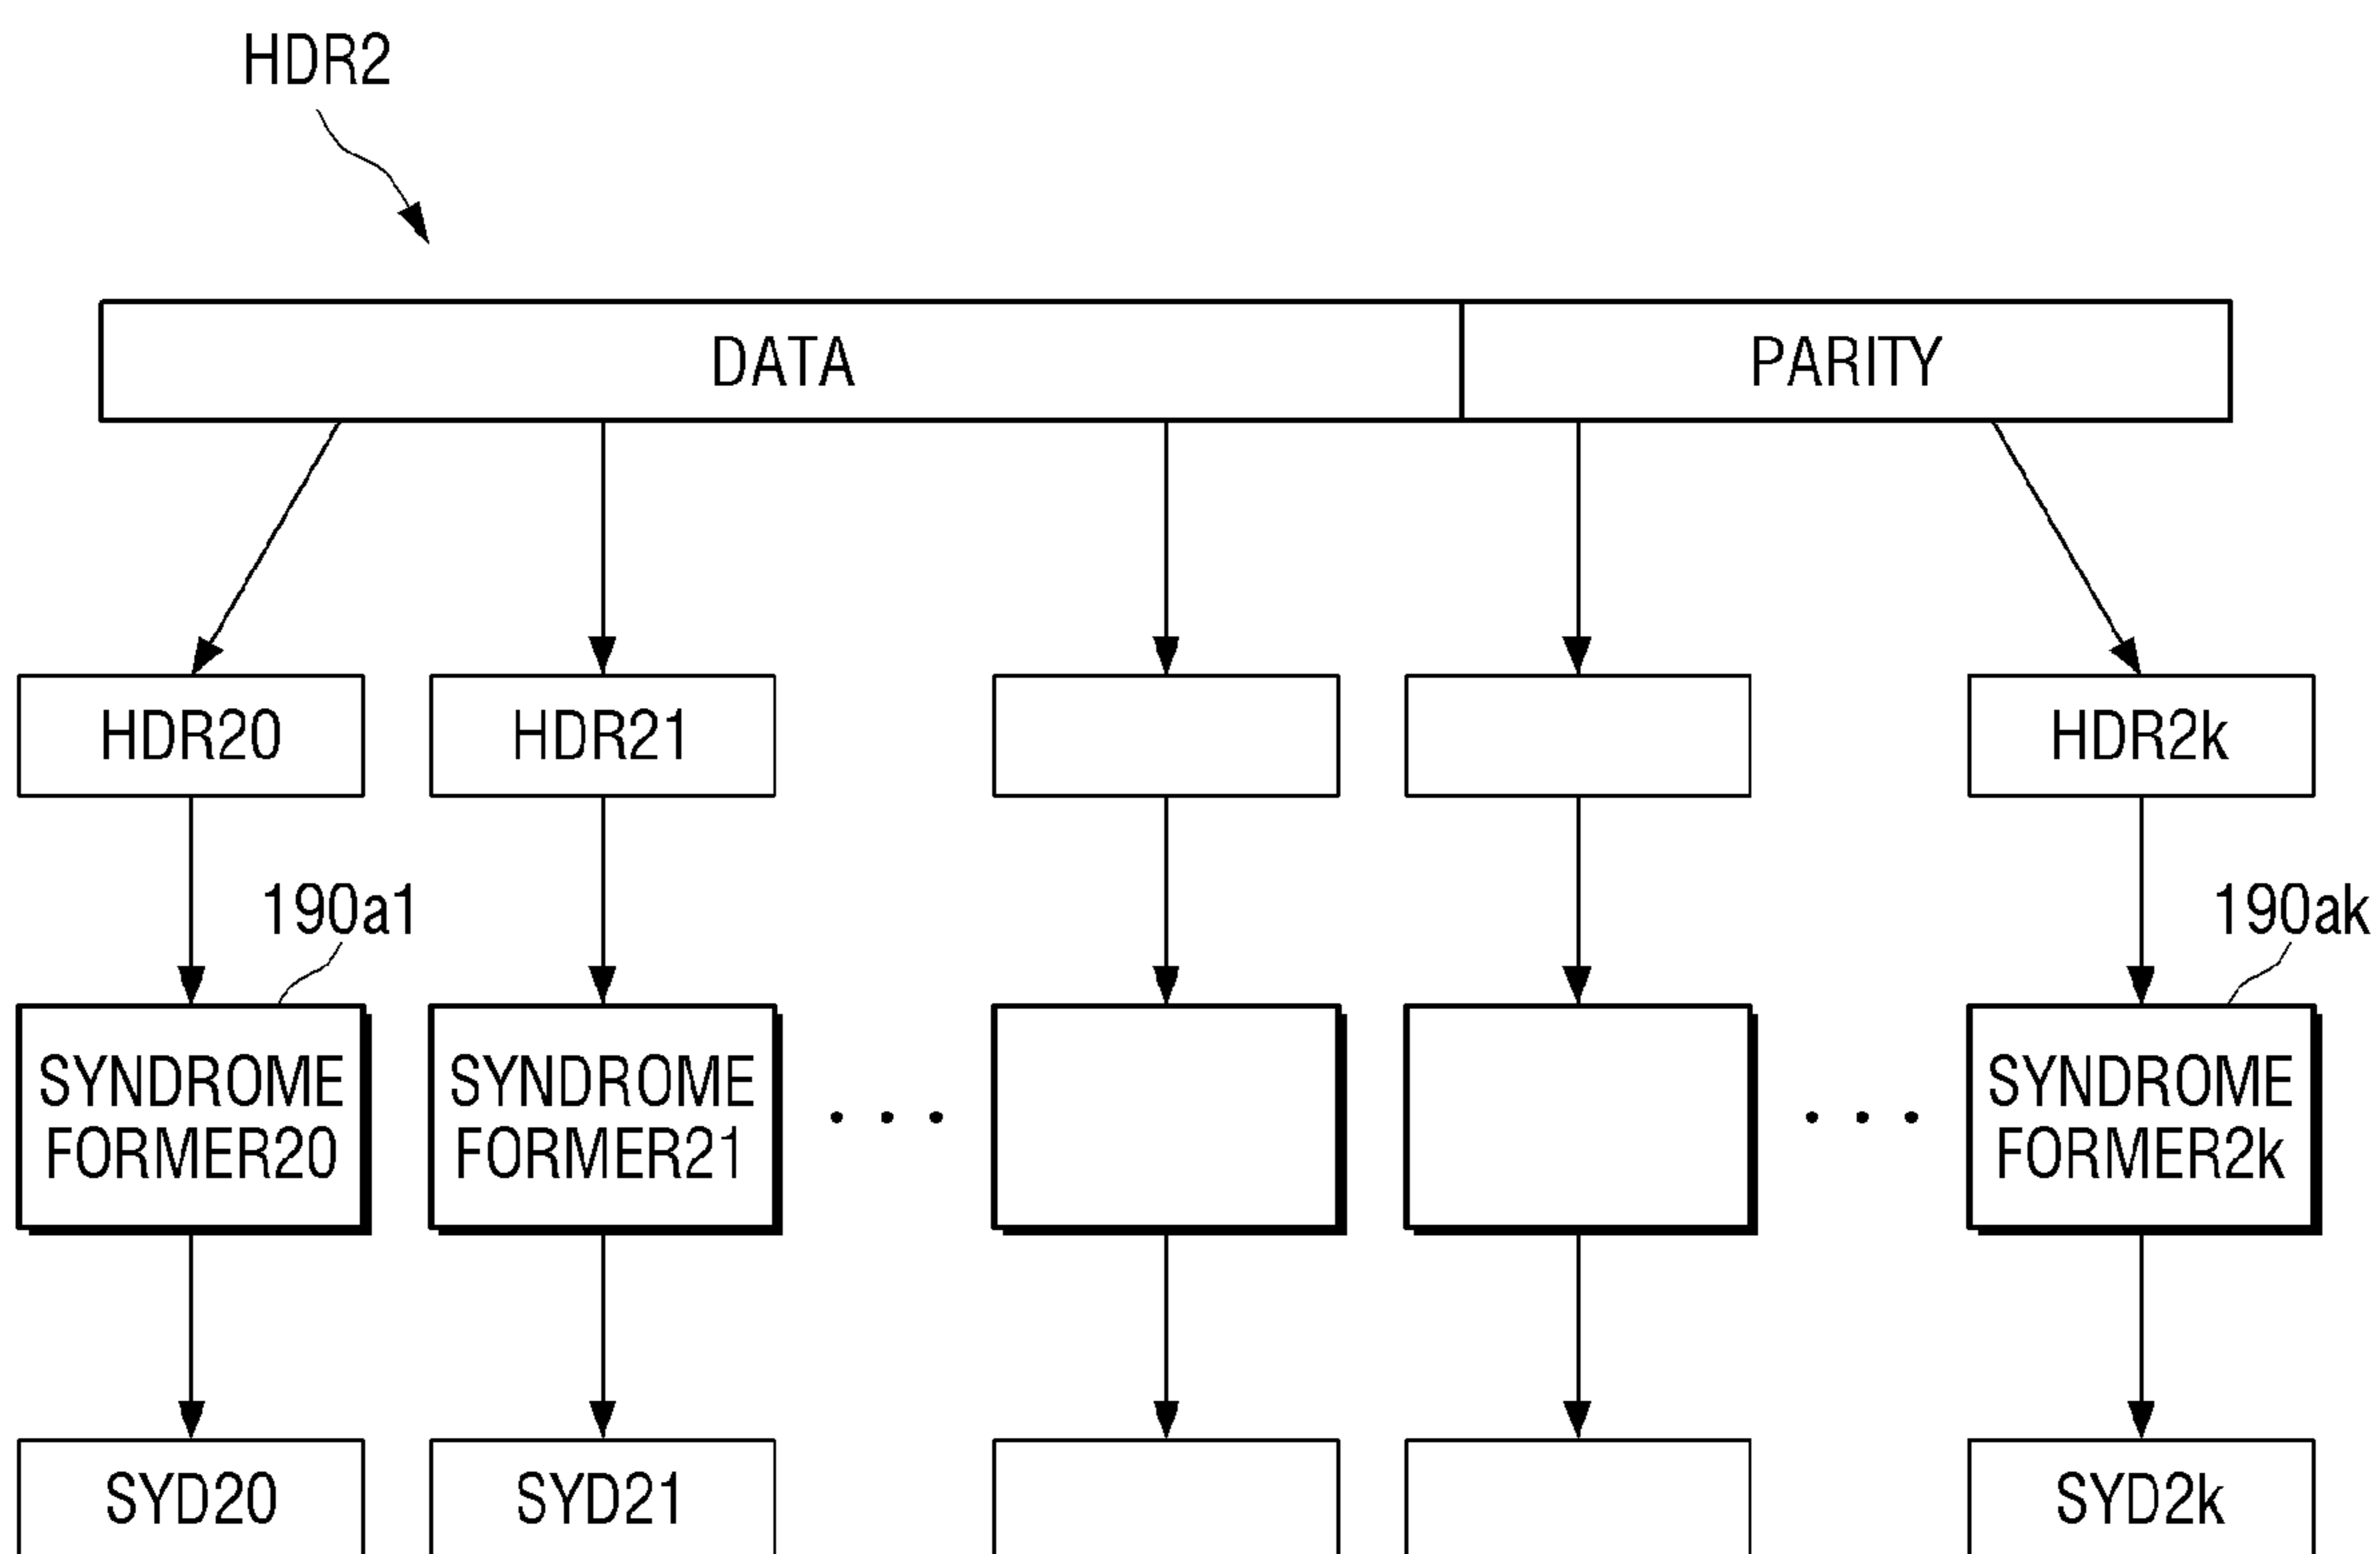 HDR2
DATA PARITY
HDR20 HDR21 HDR2k
190a1 190ak
SYNDROME SYNDROME SYNDROME
FORMER20 FORMER21 . . . . . . FORMER2k
SYD20 SYD21 SYD2k